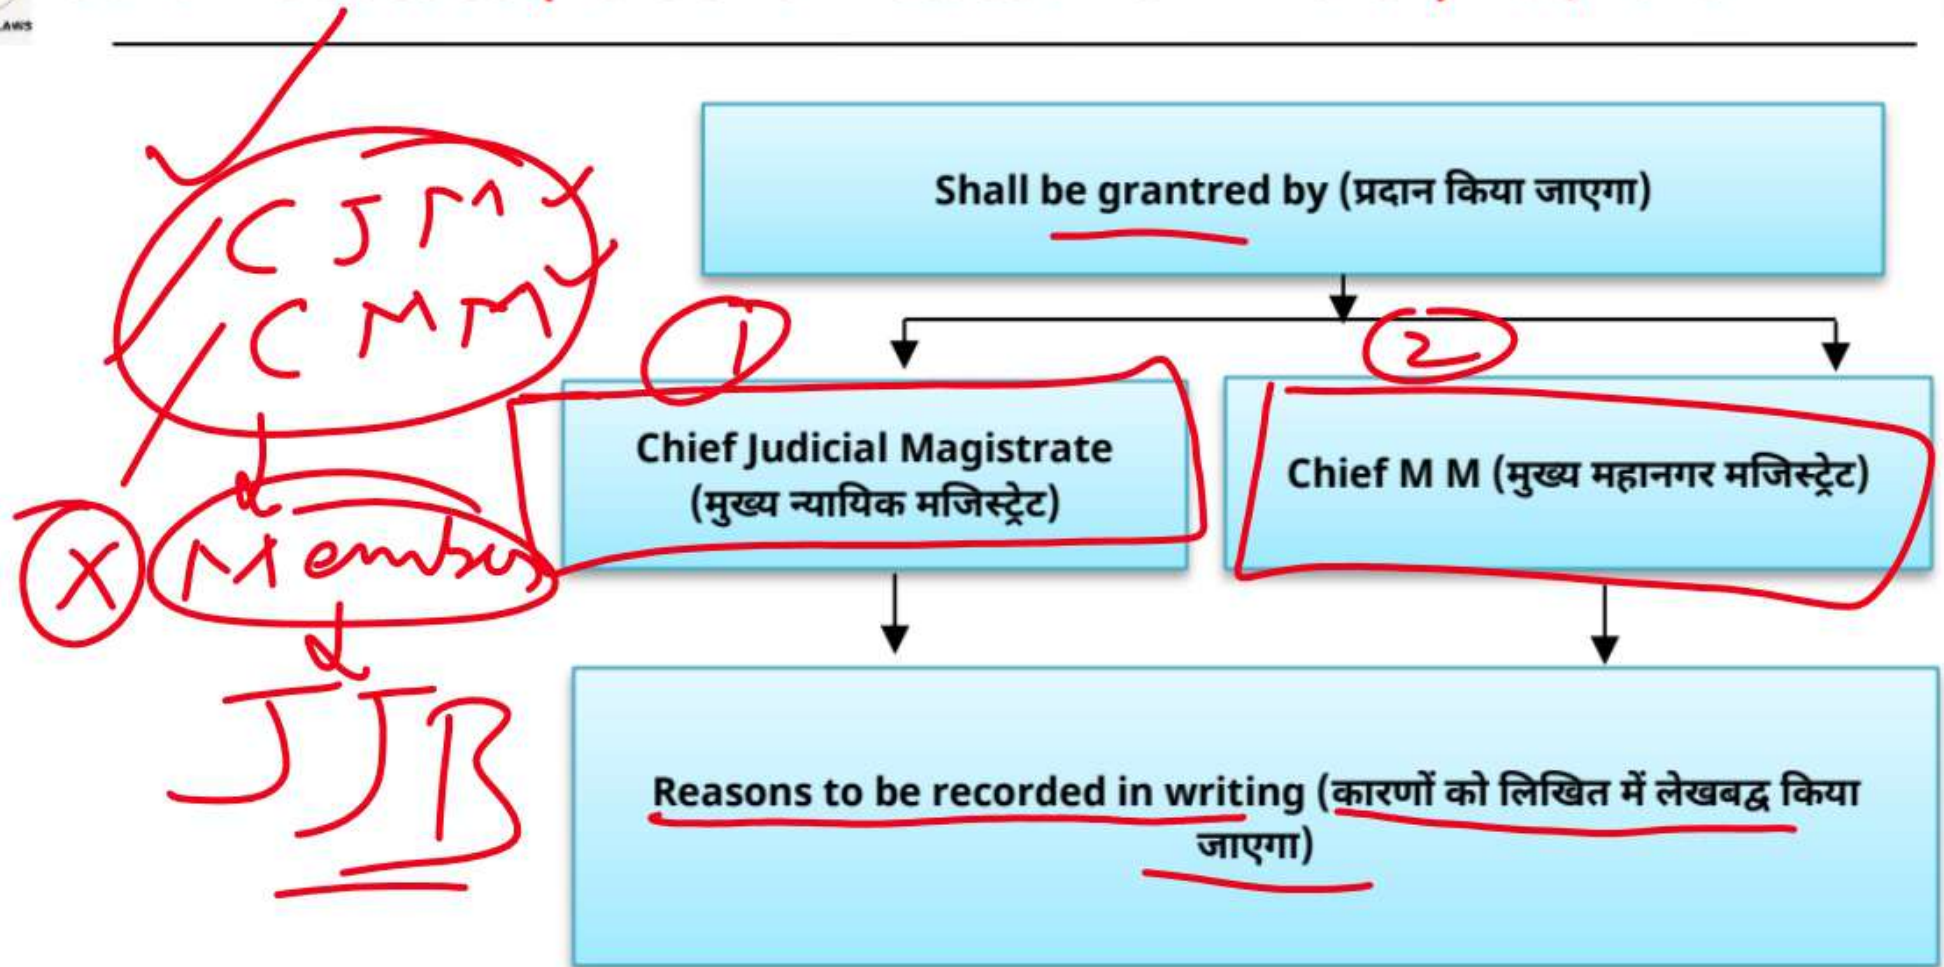 LAWS
Shall be grantred by (प्रदान किया जाएगा)
CJM
CMM
1
2
Chief Judicial Magistrate
(मुख्य न्यायिक मजिस्ट्रेट)
Chief M M (मुख्य महानगर मजिस्ट्रेट)
X
Member
JJB
Reasons to be recorded in writing (कारणों को लिखित में लेखबद्व किया
जाएगा)